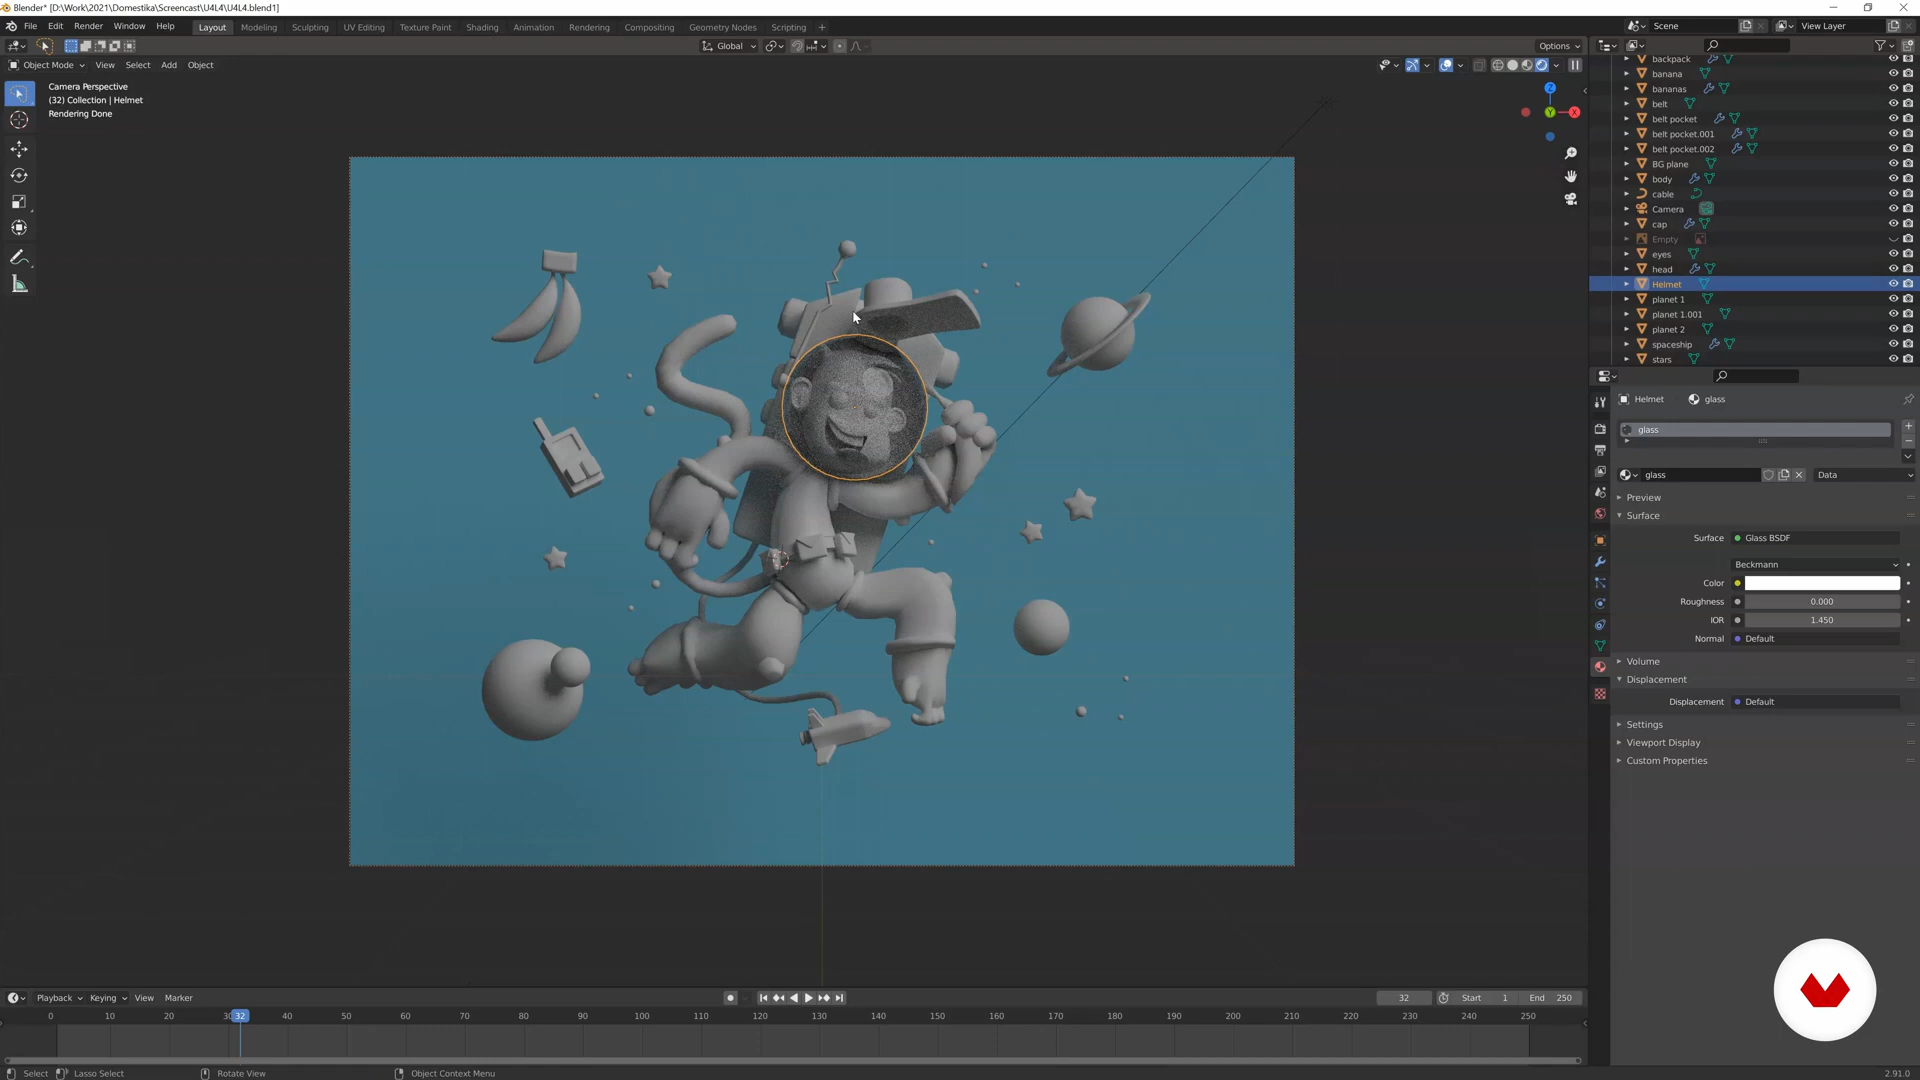 Blender* [D:\Work\2021\Domestika\Screencast\U4L4\U4L4.blend1]
File Edit Render Window Help Layout Modeling Sculpting UV Editing Texture Paint Shading Animation Rendering Compositing Geometry Nodes Scripting + Scene View Layer
Global Options
Object Mode View Select Add Object
Camera Perspective
(32) Collection | Helmet
Rendering Done
Z
Y
X
backpack
banana
bananas
belt
belt pocket
belt pocket.001
belt pocket.002
BG plane
body
cable
Camera
cap
Empty
eyes
head
Helmet
planet 1
planet 1.001
planet 2
spaceship
stars
Helmet glass
glass
glass Data
Preview
Surface
Surface Glass BSDF
Beckmann
Color
Roughness 0.000
IOR 1.450
Normal Default
Volume
Displacement
Displacement Default
Settings
Viewport Display
Custom Properties
Playback Keying View Marker 32 Start 1 End 250
0 10 20 30 32 40 50 60 70 80 90 100 110 120 130 140 150 160 170 180 190 200 210 220 230 240 250
Select Lasso Select Rotate View Object Context Menu 2.91.0